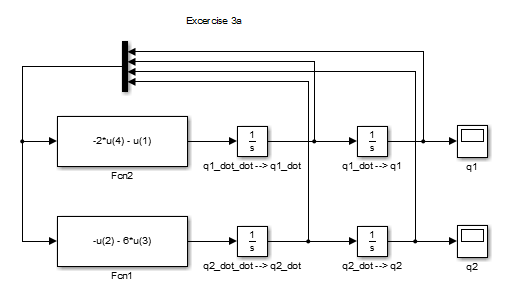 Excercise 3a
-2*u(4) - u(1)
Fcn2
1
s
q1_dot_dot --> q1_dot
1
s
q1_dot --> q1
q1
-u(2) - 6*u(3)
Fcn1
1
s
q2_dot_dot --> q2_dot
1
s
q2_dot --> q2
q2